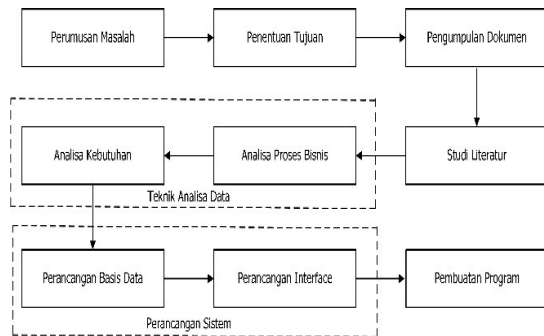 Perumusan Masalah
Penentuan Tujuan
Pengumpulan Dokumen
Analisa Kebutuhan
Analisa Proses Bisnis
Studi Literatur
Teknik Analisa Data
Perancangan Basis Data
Perancangan Interface
Pembuatan Program
Perancangan Sistem